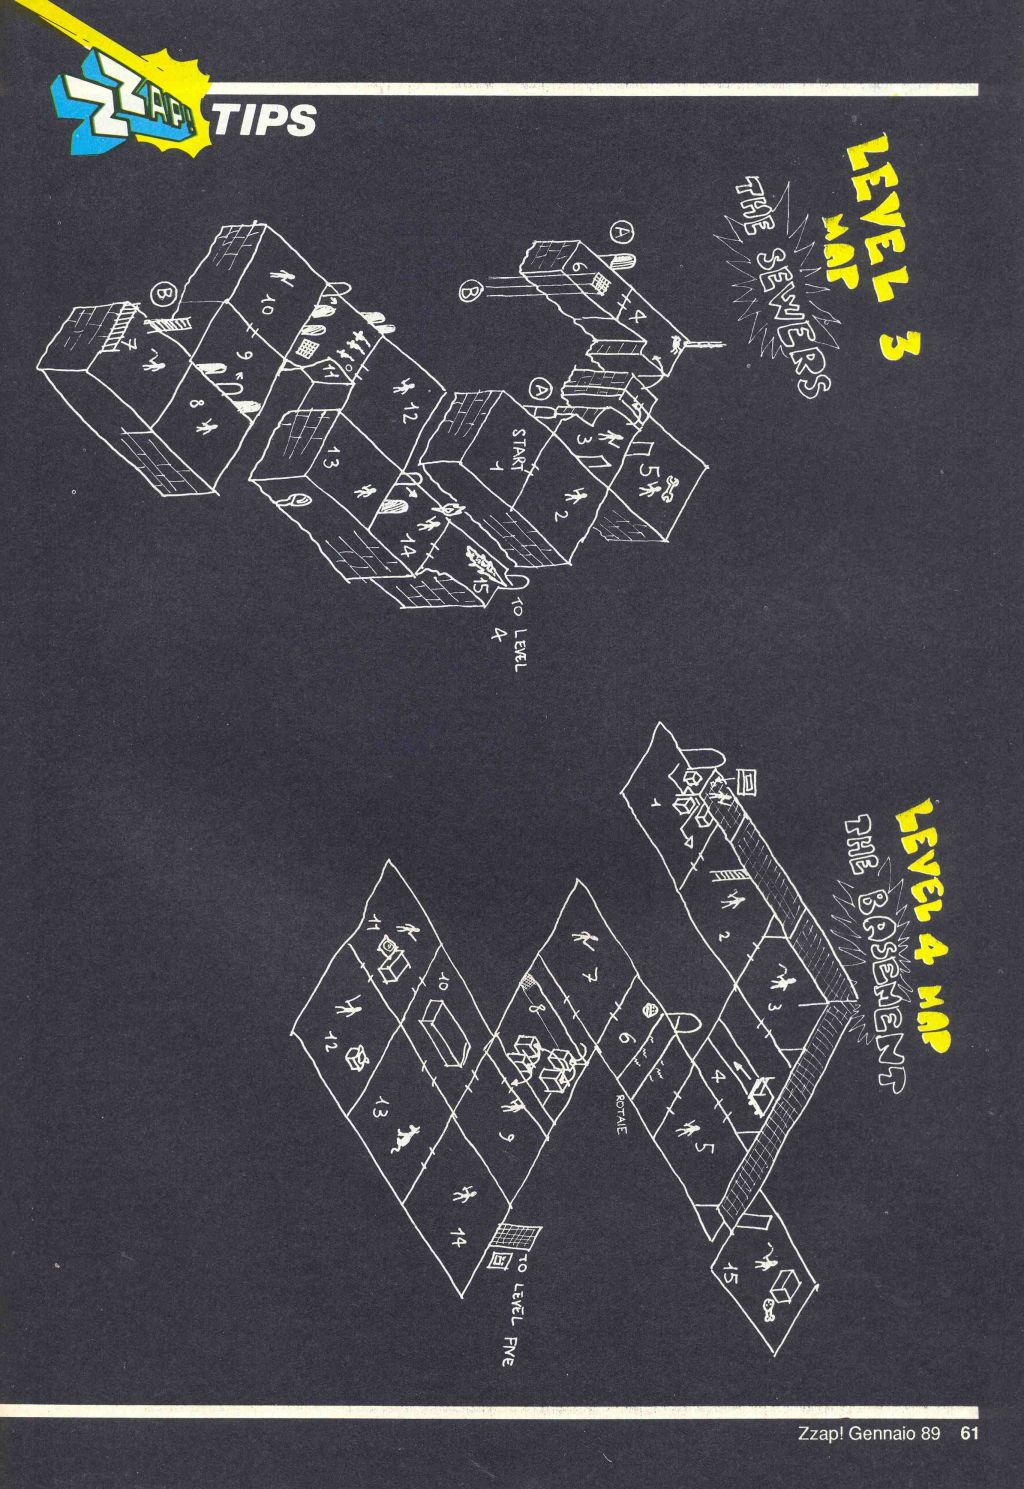 ZZAP!
TIPS
LEVEL 3
MAP
THE SEWERS
A
B
6
4
A
3
5
START
1
2
10
B
7
9
8
11
12
13
14
15
TO LEVEL
4
LEVEL 4 MAP
THE BASEMENT
1
2
3
4
5
6
ROTAIE
7
8
9
10
11
12
13
14
15
TO LEVEL FIVE
Zzap! Gennaio 89 61